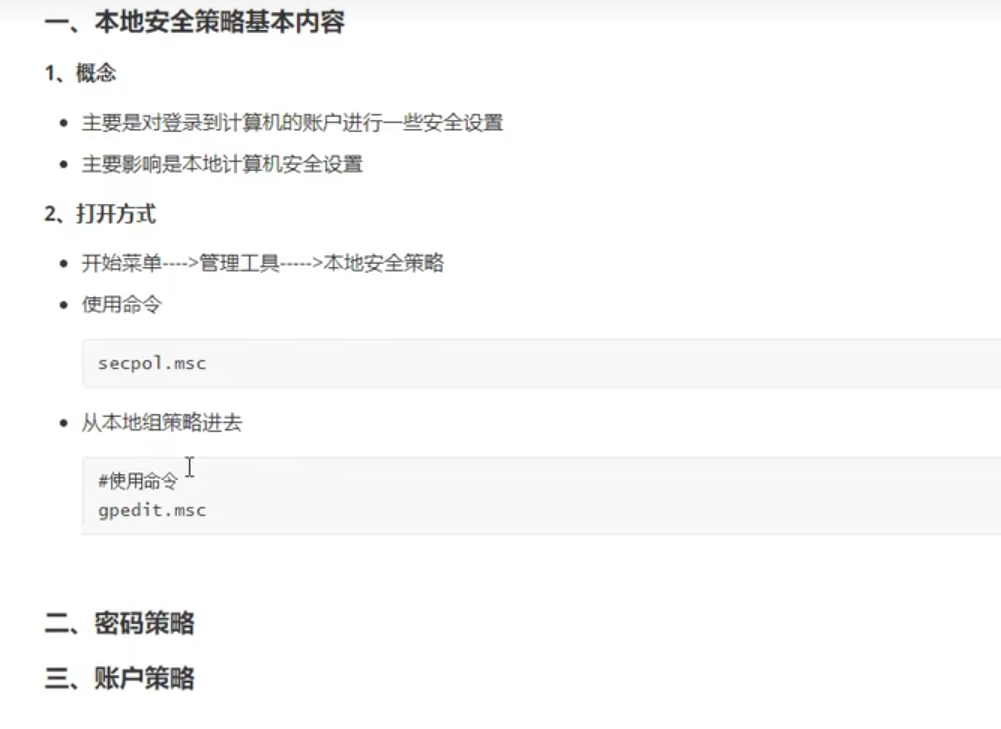 一、本地安全策略基本内容
1、概念
主要是对登录到计算机的账户进行一些安全设置
主要影响是本地计算机安全设置
2、打开方式
开始菜单---->管理工具----->本地安全策略
使用命令
secpol.msc
从本地组策略进去
#使用命令
gpedit.msc
二、密码策略
三、账户策略